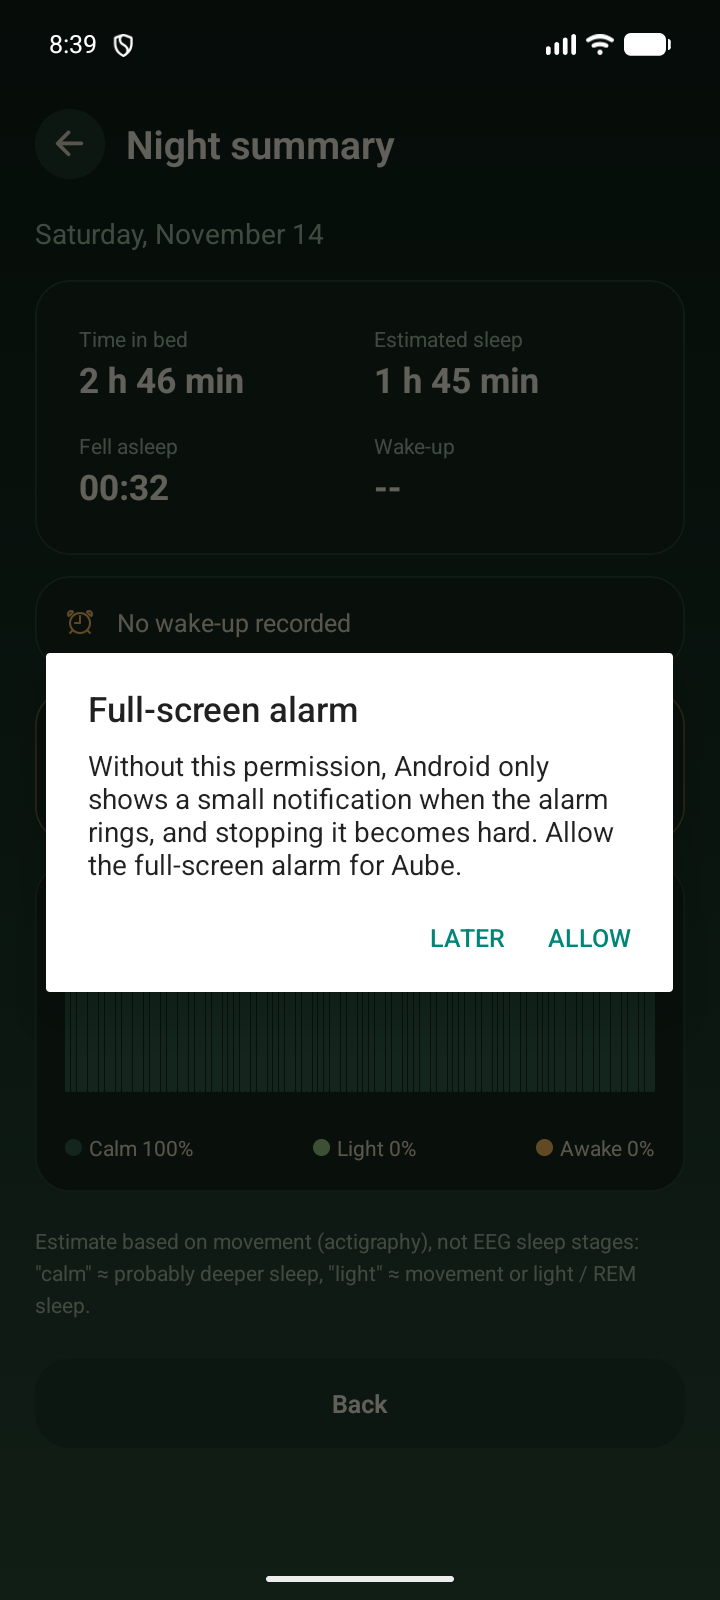 8:39
Night summary
Saturday, November 14
Time in bed
Estimated sleep
2 h 46 min
1 h 45 min
Fell asleep
Wake-up
00:32
--
No wake-up recorded
Full-screen alarm
Without this permission, Android only
shows a small notification when the alarm
rings, and stopping it becomes hard. Allow
the full-screen alarm for Aube.
LATER
ALLOW
Calm 100%
Light 0%
Awake 0%
Estimate based on movement (actigraphy), not EEG sleep stages:
"calm" ≈ probably deeper sleep, "light" ≈ movement or light / REM
sleep.
Back